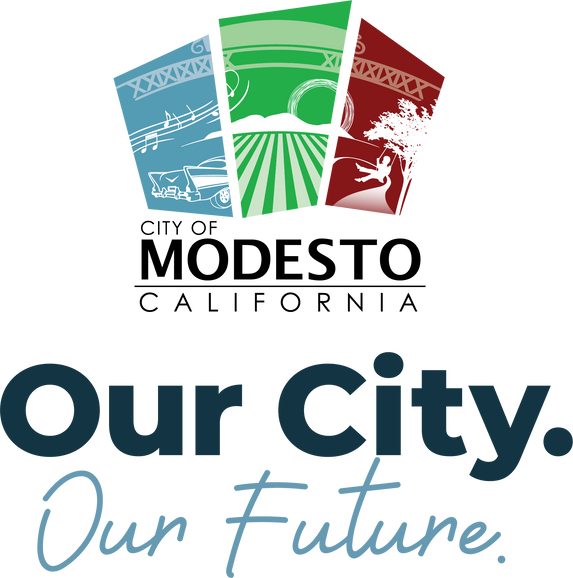 CITY OF
MODESTO
CALIFORNIA
Our City.
Our Future.